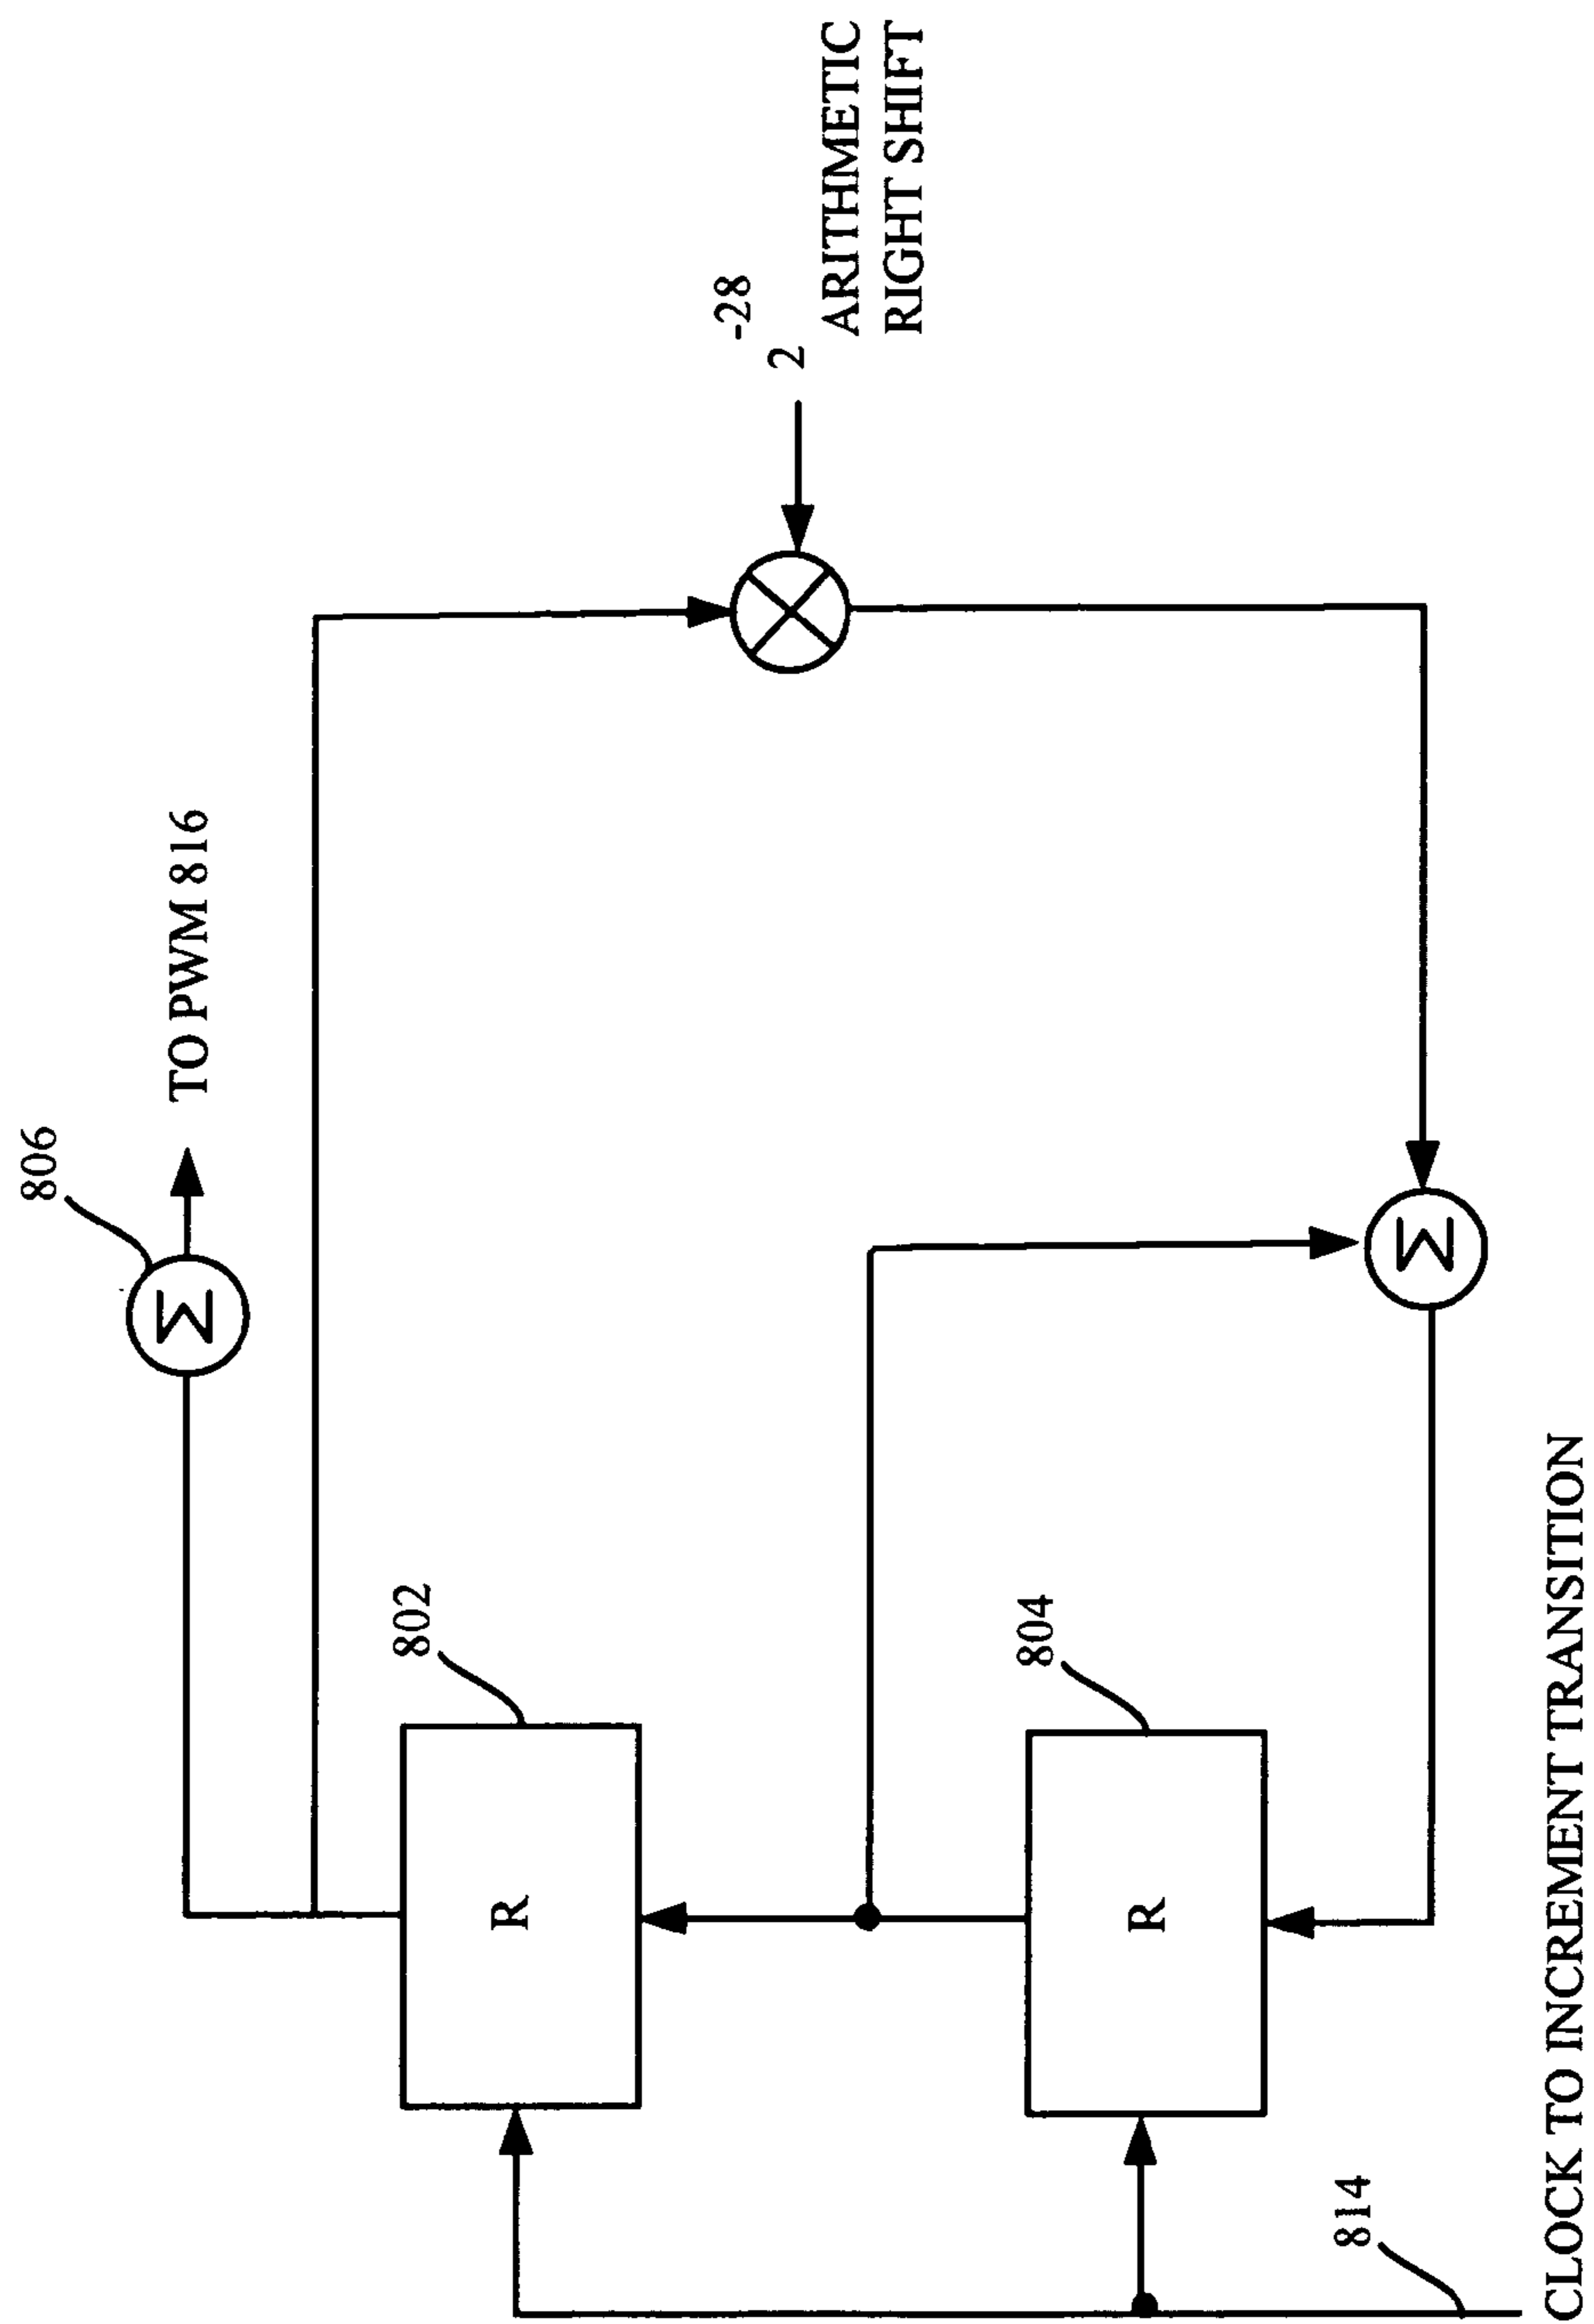 806
TO PWM 816
Σ
802
R
-28
2
ARITHMETIC
RIGHT SHIFT
804
R
Σ
814
CLOCK TO INCREMENT TRANSITION